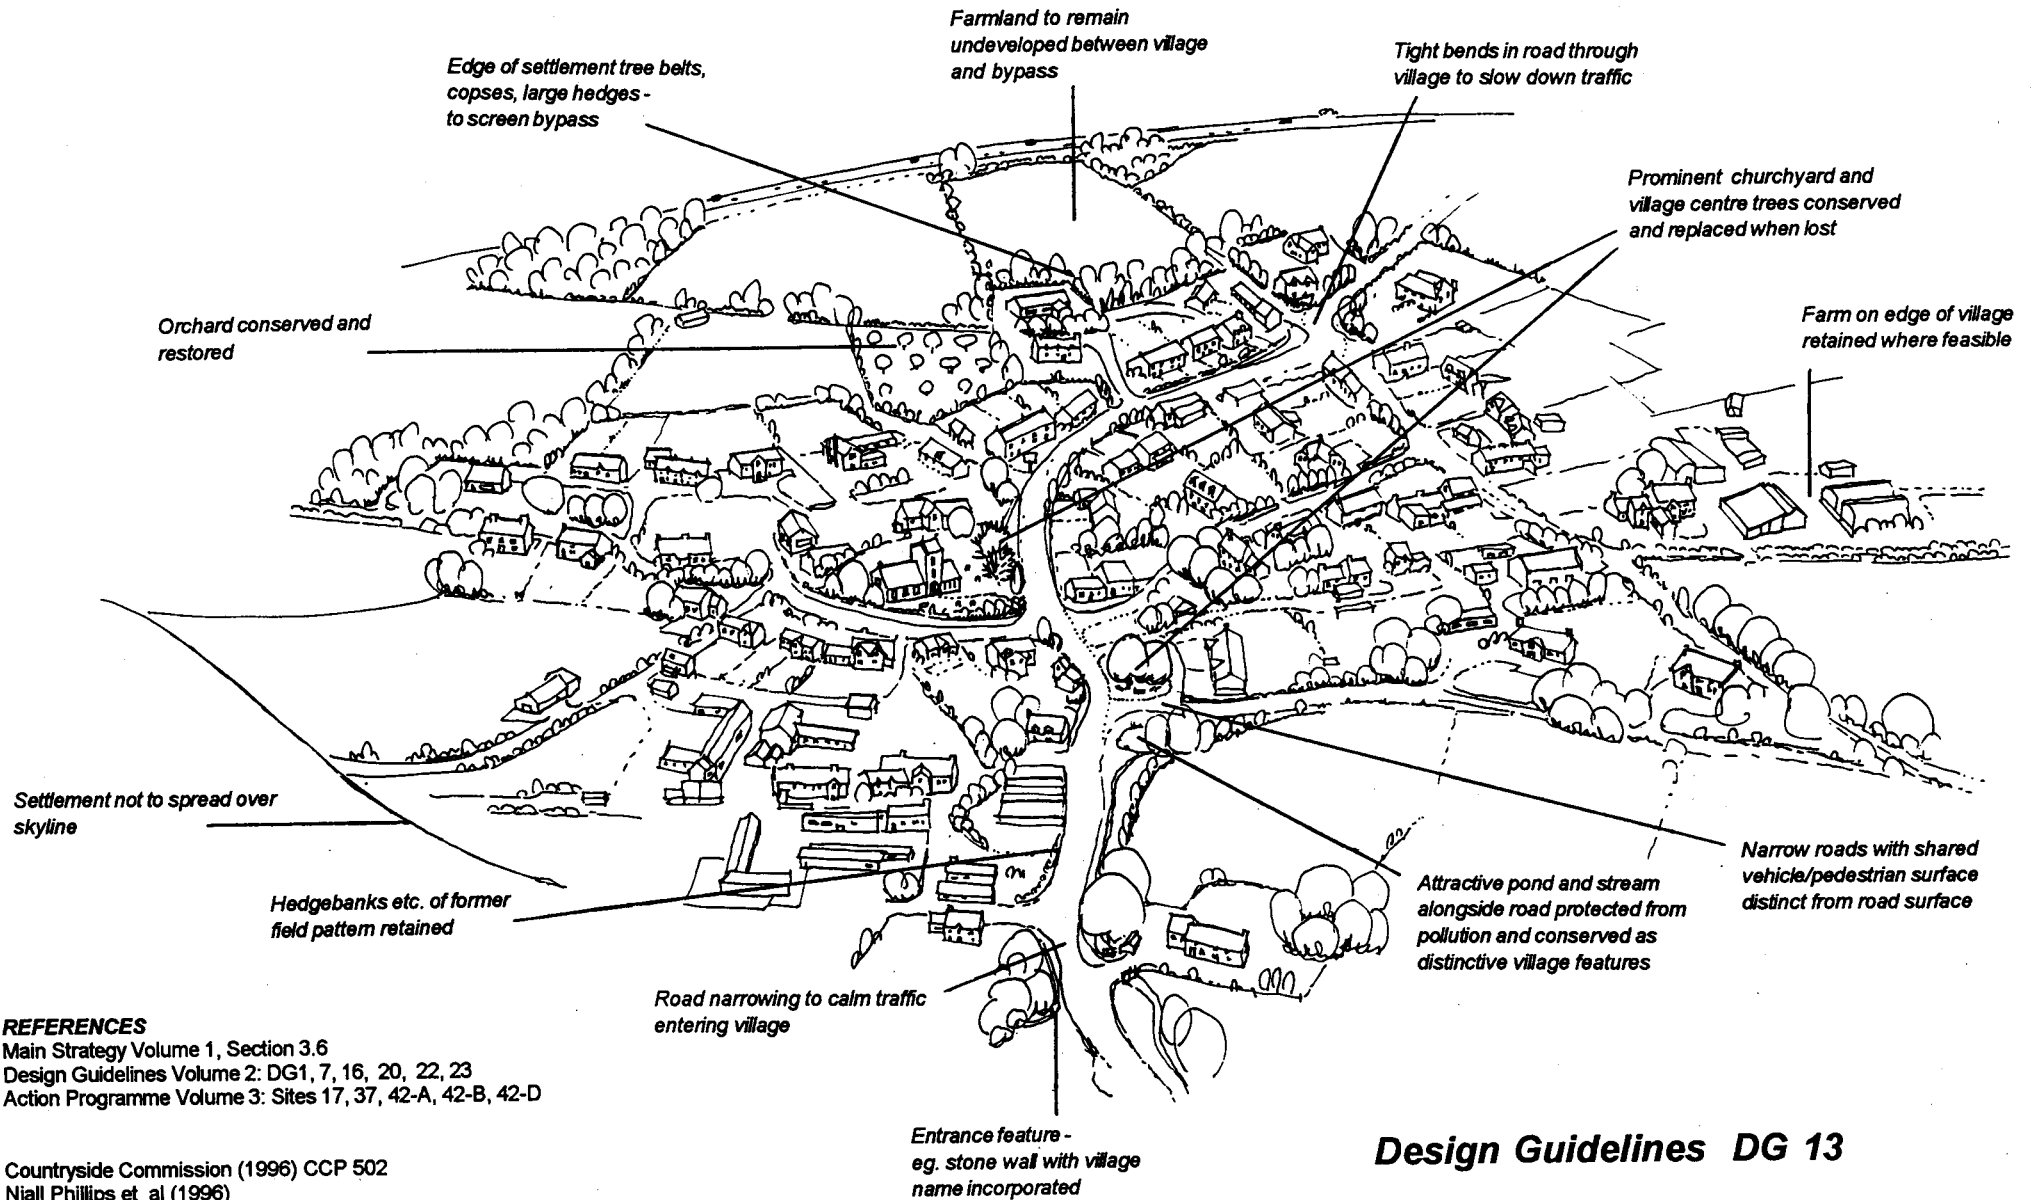 Farmland to remain
undeveloped between village
and bypass
Edge of settlement tree belts,
copses, large hedges -
to screen bypass
Tight bends in road through
village to slow down traffic
Prominent churchyard and
village centre trees conserved
and replaced when lost
Orchard conserved and
restored
Farm on edge of village
retained where feasible
Settlement not to spread over
skyline
Hedgebanks etc. of former
field pattern retained
Narrow roads with shared
vehicle/pedestrian surface
distinct from road surface
Attractive pond and stream
alongside road protected from
pollution and conserved as
distinctive village features
Road narrowing to calm traffic
entering village
REFERENCES
Main Strategy Volume 1, Section 3.6
Design Guidelines Volume 2: DG1, 7, 16, 20, 22, 23
Action Programme Volume 3: Sites 17, 37, 42-A, 42-B, 42-D
Entrance feature -
eg. stone wall with village
name incorporated
Design Guidelines DG 13
Countryside Commission (1996) CCP 502
Niall Phillips et al (1996)